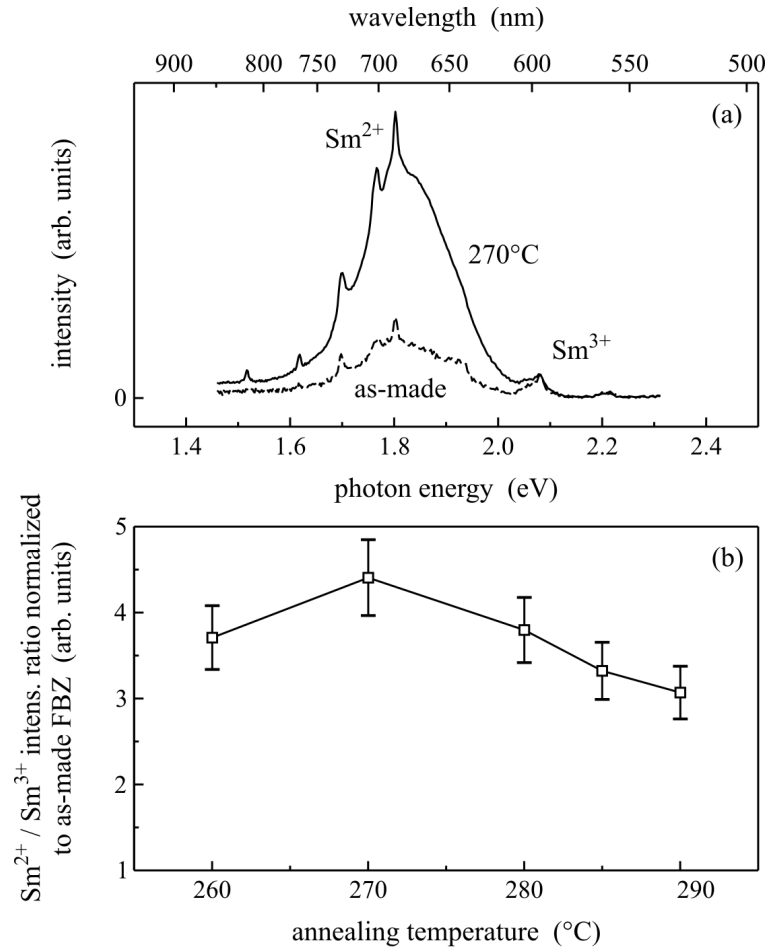 wavelength (nm)
900 800 750 700 650 600 550 500
(a)
Sm²⁺
270°C
Sm³⁺
as-made
intensity (arb. units)
0
1.4 1.6 1.8 2.0 2.2 2.4
photon energy (eV)
(b)
Sm²⁺ / Sm³⁺ intens. ratio normalized
to as-made FBZ (arb. units)
5
4
3
2
1
260 270 280 290
annealing temperature (°C)